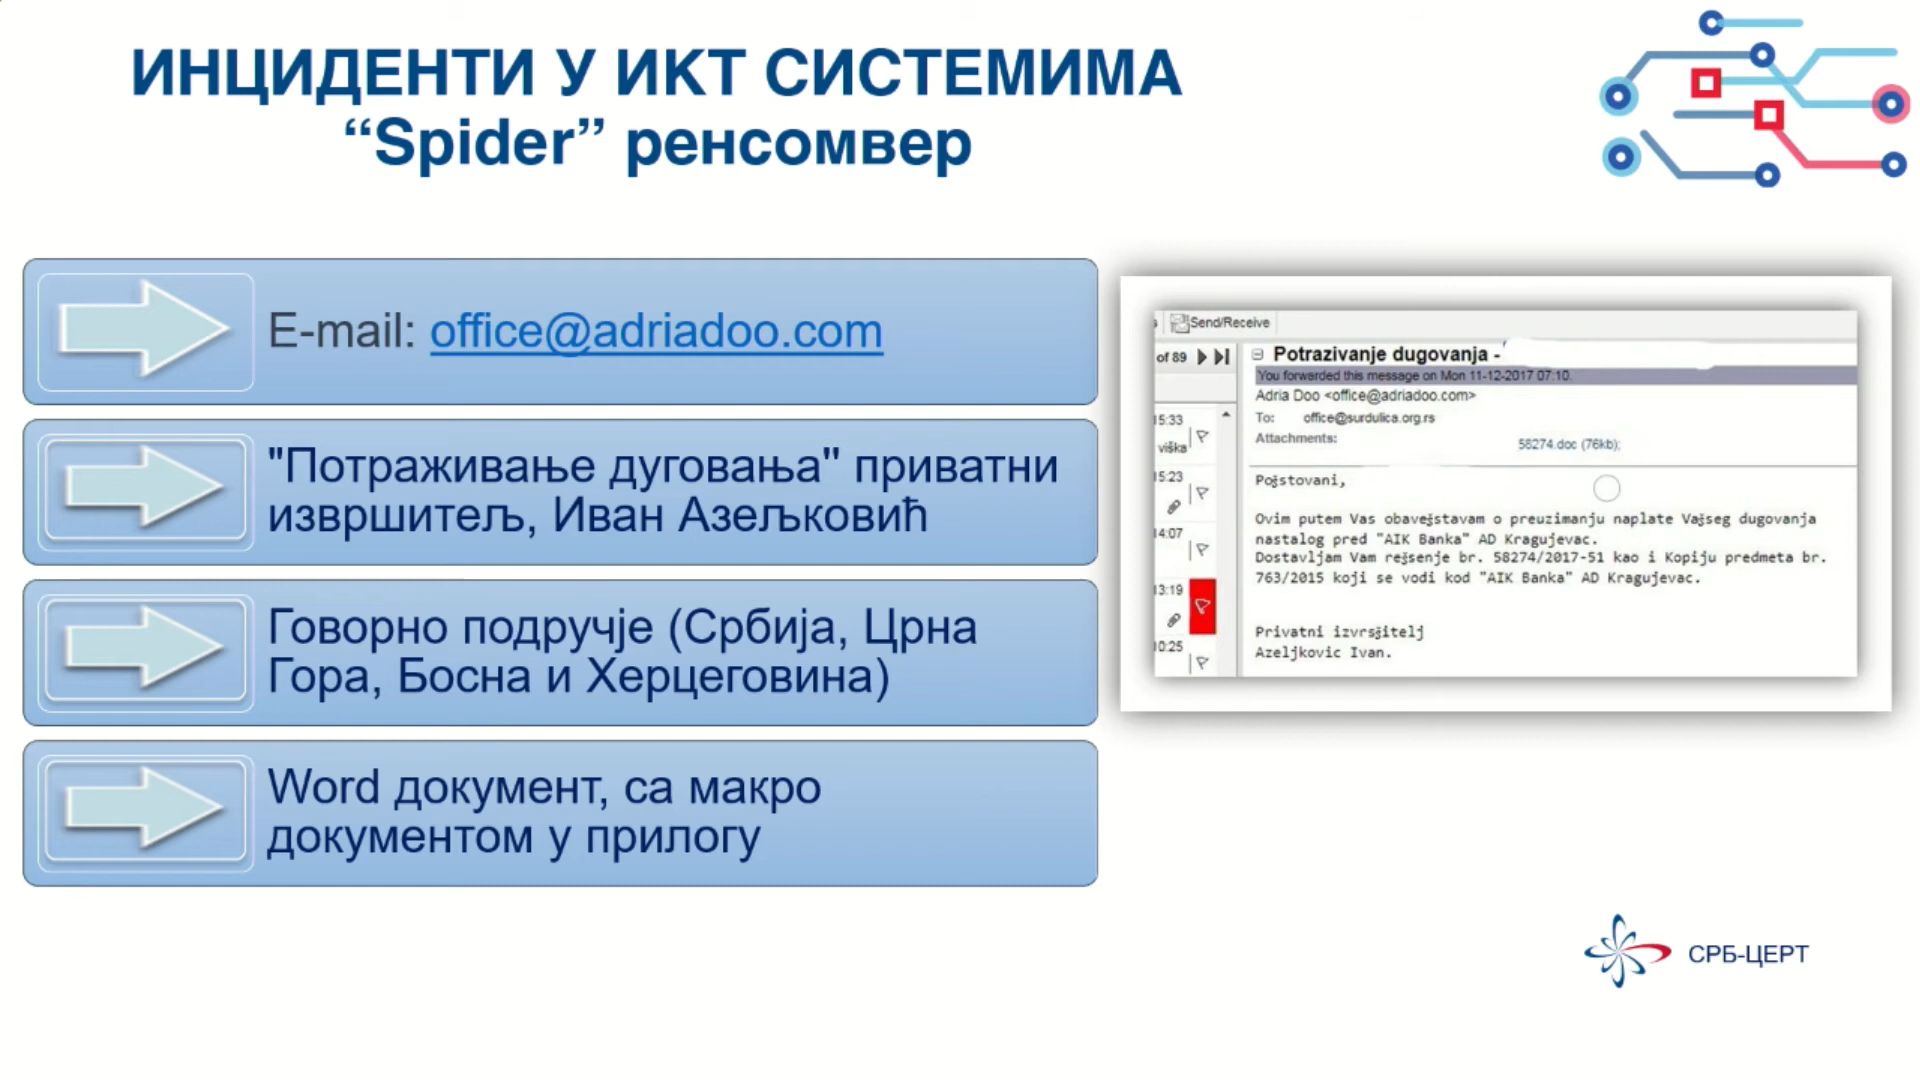 ИНЦИДЕНТИ У ИКТ СИСТЕМИМА
“Spider” ренсомвер
E-mail: office@adriadoo.com
"Потраживање дуговања" приватни
извршитељ, Иван Азељковић
Говорно подручје (Србија, Црна
Гора, Босна и Херцеговина)
Word документ, са макро
документом у прилогу
Send/Receive
of 89
Potrazivanje dugovanja -
You forwarded this message on Mon 11-12-2017 07:10.
Adria Doo <office@adriadoo.com>
To: office@surdulica.org.rs
Attachments: 58274.doc (76kb);
15:33
viška
15:23
14:07
13:19
10:25
Poštovani,
Ovim putem Vas obaveštavam o preuzimanju naplate Vašseg dugovanja
nastalog pred "AIK Banka" AD Kragujevac.
Dostavljam Vam rešsenje br. 58274/2017-51 kao i Kopiju predmeta br.
763/2015 koji se vodi kod "AIK Banka" AD Kragujevac.
Privatni izvrsšitelj
Azeljkovic Ivan.
СРБ-ЦЕРТ